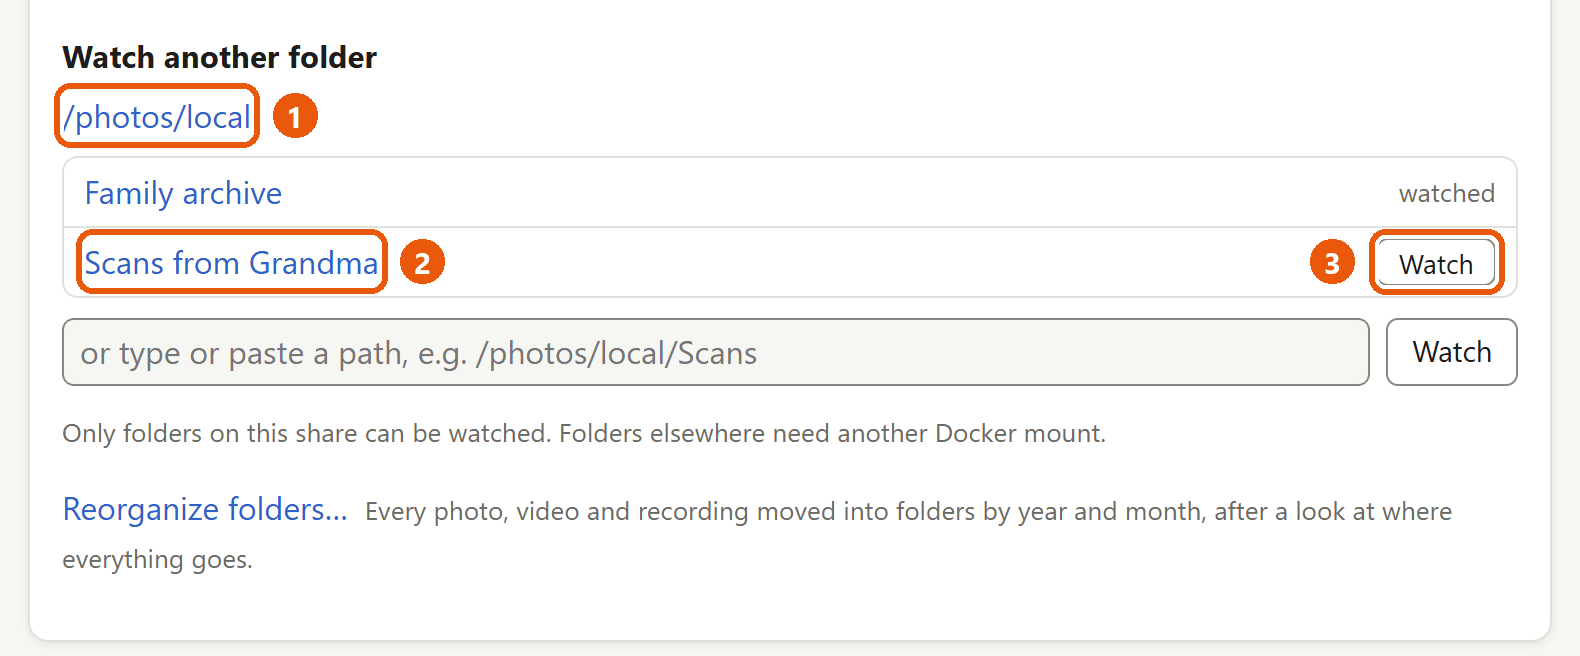 Watch another folder
/photos/local 1
Family archive watched
Scans from Grandma 2 3 Watch
or type or paste a path, e.g. /photos/local/Scans Watch
Only folders on this share can be watched. Folders elsewhere need another Docker mount.
Reorganize folders... Every photo, video and recording moved into folders by year and month, after a look at where
everything goes.